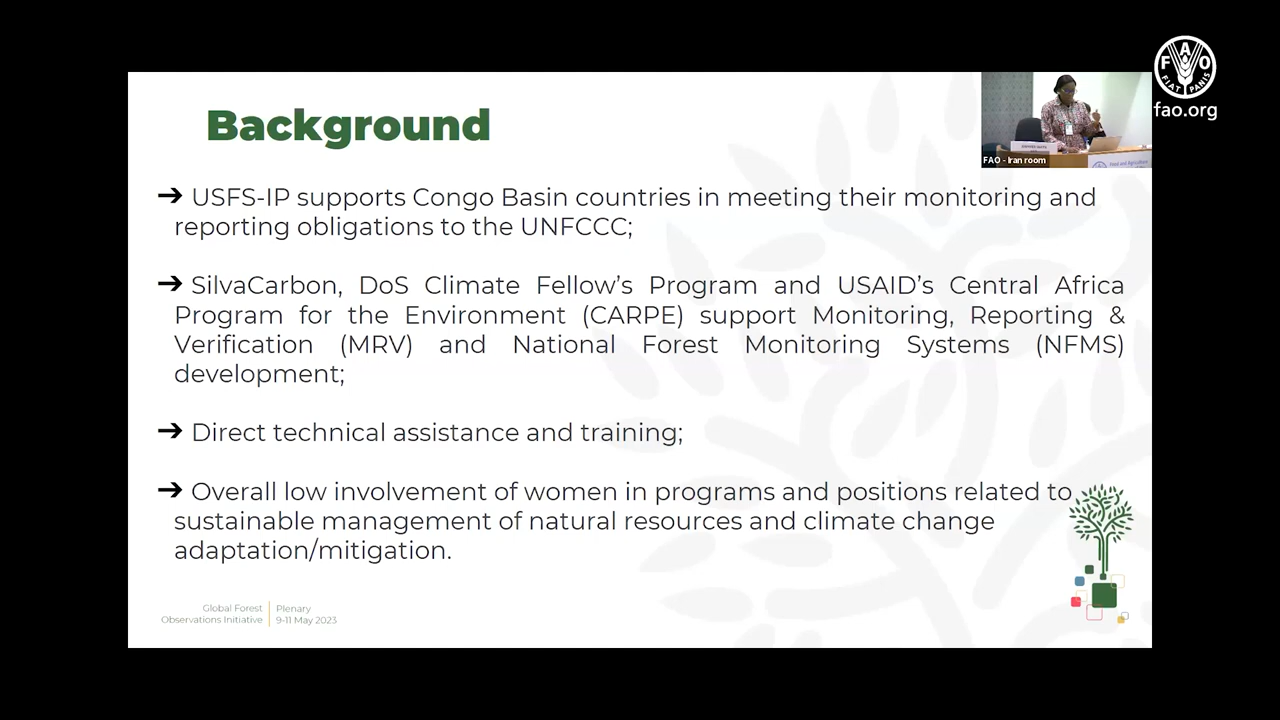 FAO
FIAT PANIS
fao.org
Background
FAO - Iran room
➔ USFS-IP supports Congo Basin countries in meeting their monitoring and
reporting obligations to the UNFCCC;
➔ SilvaCarbon, DoS Climate Fellow’s Program and USAID’s Central Africa
Program for the Environment (CARPE) support Monitoring, Reporting &
Verification (MRV) and National Forest Monitoring Systems (NFMS)
development;
➔ Direct technical assistance and training;
➔ Overall low involvement of women in programs and positions related to
sustainable management of natural resources and climate change
adaptation/mitigation.
Global Forest
Observations Initiative
Plenary
9-11 May 2023